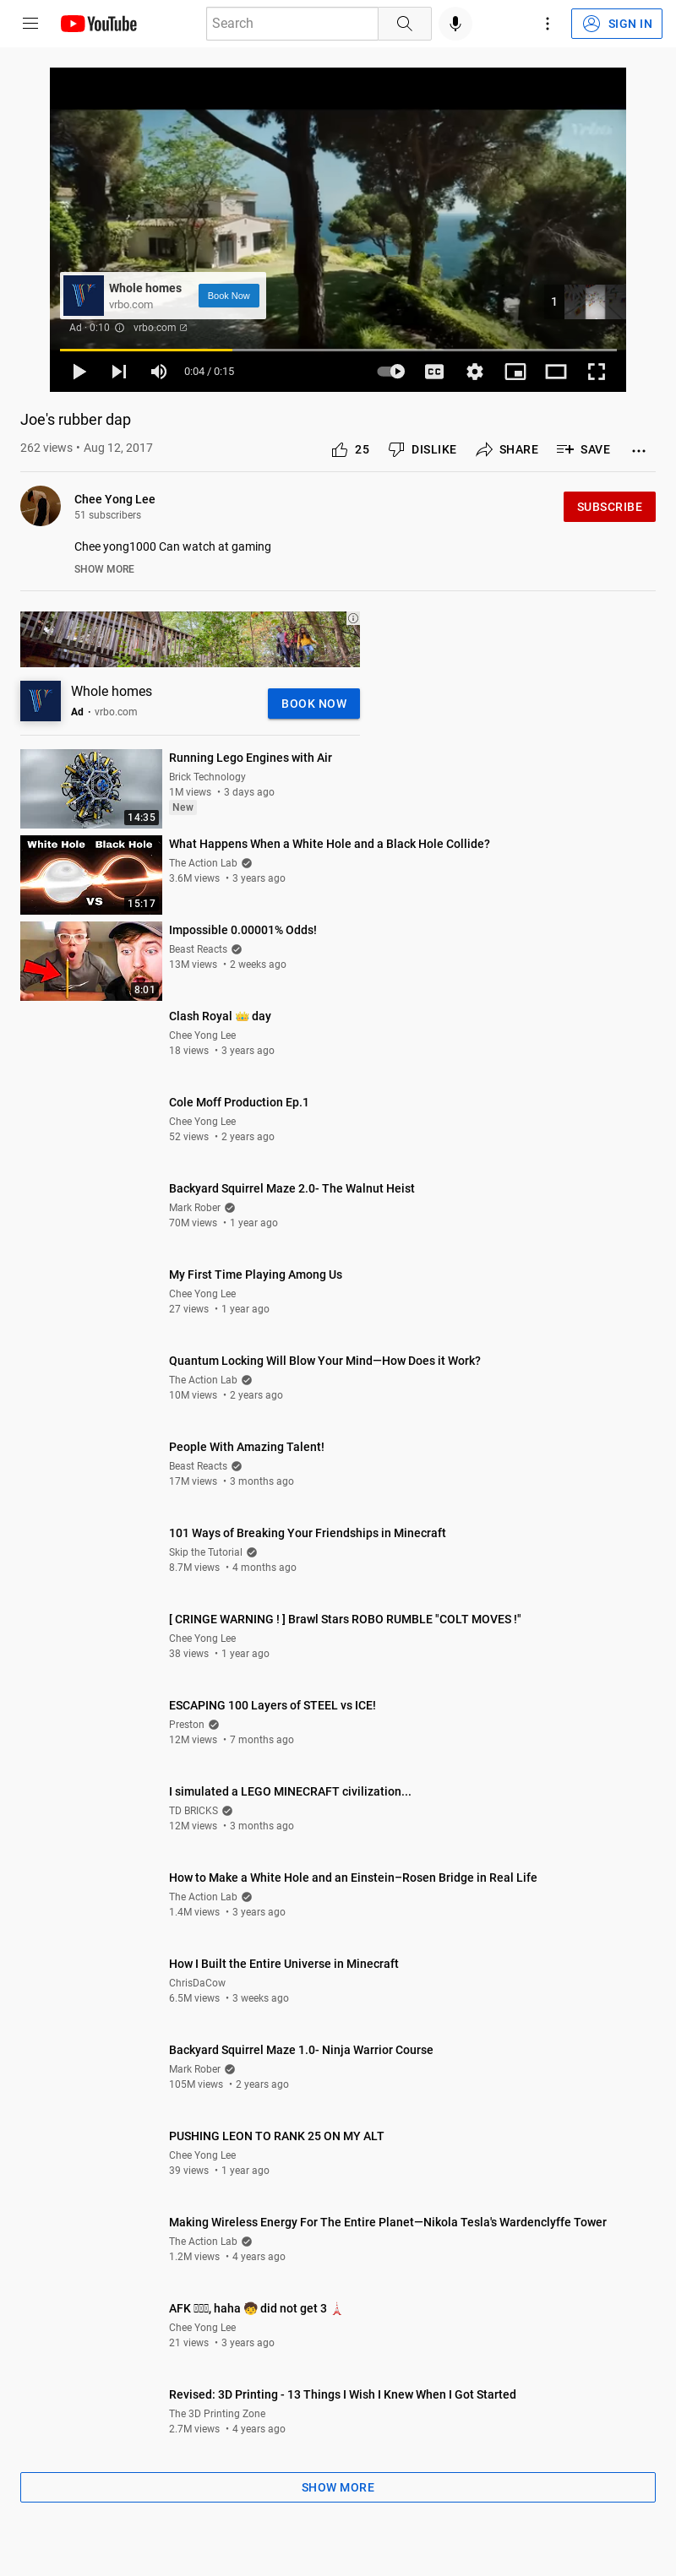 YouTube
Search
SIGN IN
Vrbo
Whole homes
vrbo.com
Book Now
1
Ad · 0:10 vrbo.com
0:04 / 0:15
CC
Joe's rubber dap
262 views • Aug 12, 2017
25
DISLIKE
SHARE
SAVE
Chee Yong Lee
51 subscribers
SUBSCRIBE
Chee yong1000 Can watch at gaming
SHOW MORE
Whole homes
Ad • vrbo.com
BOOK NOW
14:35
Running Lego Engines with Air
Brick Technology
1M views • 3 days ago
New
White Hole Black Hole
VS
15:17
What Happens When a White Hole and a Black Hole Collide?
The Action Lab
3.6M views • 3 years ago
8:01
Impossible 0.00001% Odds!
Beast Reacts
13M views • 2 weeks ago
Clash Royal 👑 day
Chee Yong Lee
18 views • 3 years ago
Cole Moff Production Ep.1
Chee Yong Lee
52 views • 2 years ago
Backyard Squirrel Maze 2.0- The Walnut Heist
Mark Rober
70M views • 1 year ago
My First Time Playing Among Us
Chee Yong Lee
27 views • 1 year ago
Quantum Locking Will Blow Your Mind—How Does it Work?
The Action Lab
10M views • 2 years ago
People With Amazing Talent!
Beast Reacts
17M views • 3 months ago
101 Ways of Breaking Your Friendships in Minecraft
Skip the Tutorial
8.7M views • 4 months ago
[ CRINGE WARNING ! ] Brawl Stars ROBO RUMBLE "COLT MOVES !"
Chee Yong Lee
38 views • 1 year ago
ESCAPING 100 Layers of STEEL vs ICE!
Preston
12M views • 7 months ago
I simulated a LEGO MINECRAFT civilization...
TD BRICKS
12M views • 3 months ago
How to Make a White Hole and an Einstein–Rosen Bridge in Real Life
The Action Lab
1.4M views • 3 years ago
How I Built the Entire Universe in Minecraft
ChrisDaCow
6.5M views • 3 weeks ago
Backyard Squirrel Maze 1.0- Ninja Warrior Course
Mark Rober
105M views • 2 years ago
PUSHING LEON TO RANK 25 ON MY ALT
Chee Yong Lee
39 views • 1 year ago
Making Wireless Energy For The Entire Planet—Nikola Tesla's Wardenclyffe Tower
The Action Lab
1.2M views • 4 years ago
AFK , haha 🧒 did not get 3 🗼
Chee Yong Lee
21 views • 3 years ago
Revised: 3D Printing - 13 Things I Wish I Knew When I Got Started
The 3D Printing Zone
2.7M views • 4 years ago
SHOW MORE